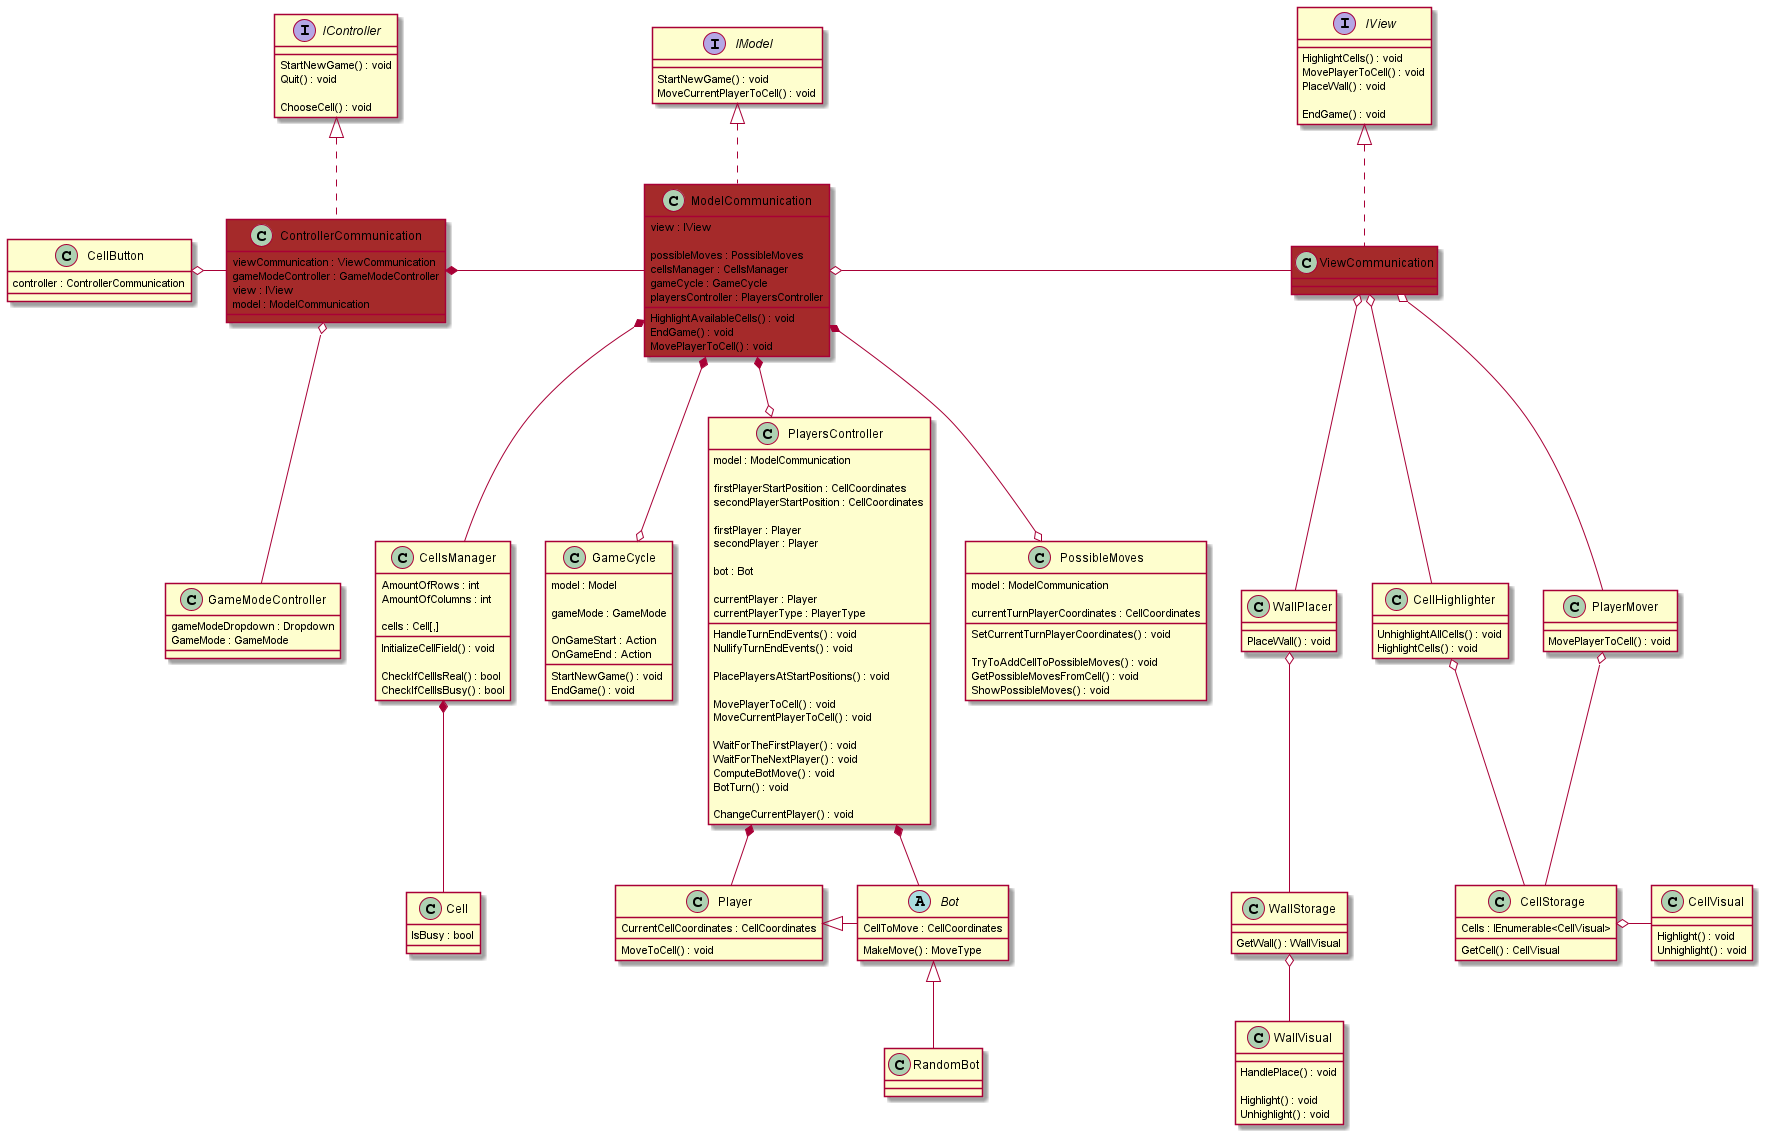 I IController
StartNewGame() : void
Quit() : void
ChooseCell() : void
I IModel
StartNewGame() : void
MoveCurrentPlayerToCell() : void
I IView
HighlightCells() : void
MovePlayerToCell() : void
PlaceWall() : void
EndGame() : void
C CellButton
controller : ControllerCommunication
C ControllerCommunication
viewCommunication : ViewCommunication
gameModeController : GameModeController
view : IView
model : ModelCommunication
C ModelCommunication
view : IView
possibleMoves : PossibleMoves
cellsManager : CellsManager
gameCycle : GameCycle
playersController : PlayersController
HighlightAvailableCells() : void
EndGame() : void
MovePlayerToCell() : void
C ViewCommunication
C GameModeController
gameModeDropdown : Dropdown
GameMode : GameMode
C CellsManager
AmountOfRows : int
AmountOfColumns : int
cells : Cell[,]
InitializeCellField() : void
CheckIfCellIsReal() : bool
CheckIfCellIsBusy() : bool
C GameCycle
model : Model
gameMode : GameMode
OnGameStart : Action
OnGameEnd : Action
StartNewGame() : void
EndGame() : void
C PlayersController
model : ModelCommunication
firstPlayerStartPosition : CellCoordinates
secondPlayerStartPosition : CellCoordinates
firstPlayer : Player
secondPlayer : Player
bot : Bot
currentPlayer : Player
currentPlayerType : PlayerType
HandleTurnEndEvents() : void
NullifyTurnEndEvents() : void
PlacePlayersAtStartPositions() : void
MovePlayerToCell() : void
MoveCurrentPlayerToCell() : void
WaitForTheFirstPlayer() : void
WaitForTheNextPlayer() : void
ComputeBotMove() : void
BotTurn() : void
ChangeCurrentPlayer() : void
C PossibleMoves
model : ModelCommunication
currentTurnPlayerCoordinates : CellCoordinates
SetCurrentTurnPlayerCoordinates() : void
TryToAddCellToPossibleMoves() : void
GetPossibleMovesFromCell() : void
ShowPossibleMoves() : void
C WallPlacer
PlaceWall() : void
C CellHighlighter
UnhighlightAllCells() : void
HighlightCells() : void
C PlayerMover
MovePlayerToCell() : void
C Cell
IsBusy : bool
C Player
CurrentCellCoordinates : CellCoordinates
MoveToCell() : void
A Bot
CellToMove : CellCoordinates
MakeMove() : MoveType
C WallStorage
GetWall() : WallVisual
C CellStorage
Cells : IEnumerable<CellVisual>
GetCell() : CellVisual
C CellVisual
Highlight() : void
Unhighlight() : void
C RandomBot
C WallVisual
HandlePlace() : void
Highlight() : void
Unhighlight() : void